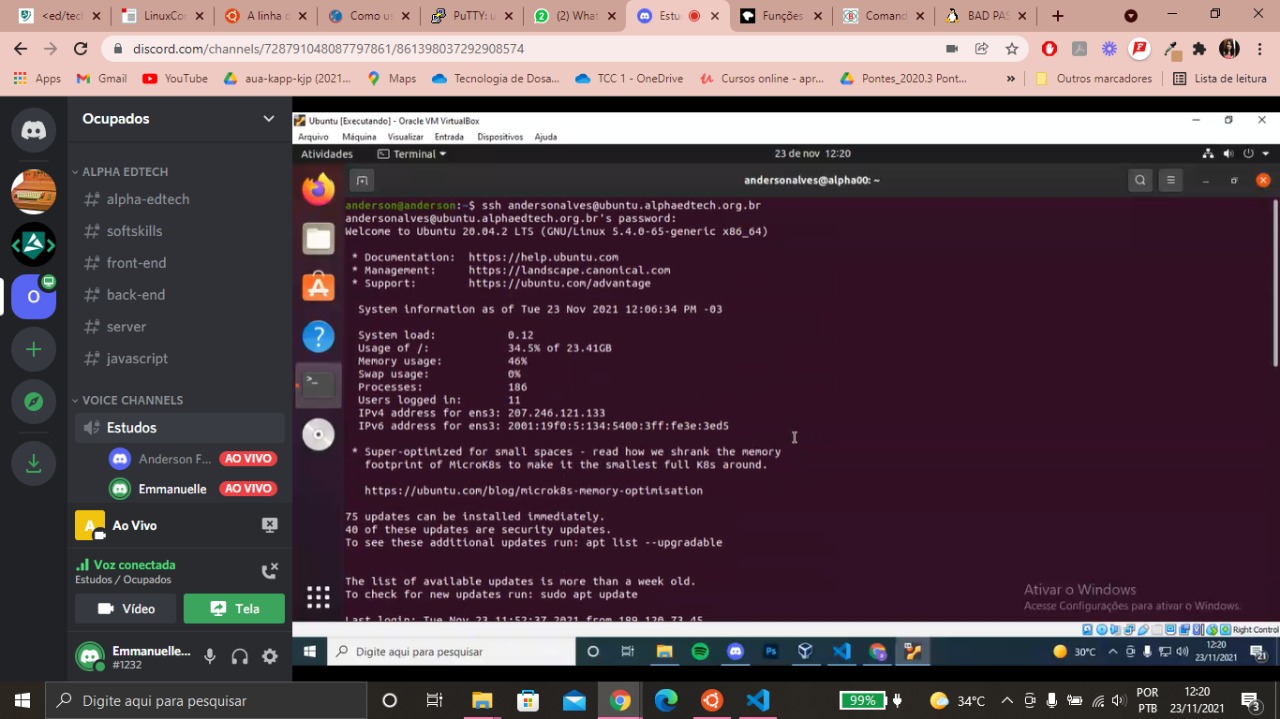 <ed/tech
LinuxCor
A linha c
Como us
PuTTY: u
(2) What
Estu
Funções
Comand
BAD PAS
discord.com/channels/728791048087797861/861398037292908574
Apps
Gmail
YouTube
aua-kapp-kjp (2021...
Maps
Tecnologia de Dosa...
TCC 1 - OneDrive
Cursos online - apr...
Pontes_2020.3 Pont...
»
Outros marcadores
Lista de leitura
Ocupados
ALPHA EDTECH
# alpha-edtech
# softskills
# front-end
# back-end
# server
# javascript
VOICE CHANNELS
Estudos
Anderson F... AO VIVO
Emmanuelle AO VIVO
A Ao Vivo
Voz conectada
Estudos / Ocupados
Vídeo
Tela
Emmanuelle...
#1232
O
Ubuntu [Executando] - Oracle VM VirtualBox
Arquivo Máquina Visualizar Entrada Dispositivos Ajuda
Atividades Terminal 23 de nov 12:20
andersonalves@alpha00: ~
anderson@anderson:~$ ssh andersonalves@ubuntu.alphaedtech.org.br
andersonalves@ubuntu.alphaedtech.org.br's password:
Welcome to Ubuntu 20.04.2 LTS (GNU/Linux 5.4.0-65-generic x86_64)
* Documentation: https://help.ubuntu.com
* Management: https://landscape.canonical.com
* Support: https://ubuntu.com/advantage
System information as of Tue 23 Nov 2021 12:06:34 PM -03
System load: 0.12
Usage of /: 34.5% of 23.41GB
Memory usage: 46%
Swap usage: 0%
Processes: 186
Users logged in: 11
IPv4 address for ens3: 207.246.121.133
IPv6 address for ens3: 2001:19f0:5:134:5400:3ff:fe3e:3ed5
* Super-optimized for small spaces - read how we shrank the memory
footprint of MicroK8s to make it the smallest full K8s around.
https://ubuntu.com/blog/microk8s-memory-optimisation
75 updates can be installed immediately.
40 of these updates are security updates.
To see these additional updates run: apt list --upgradable
The list of available updates is more than a week old.
To check for new updates run: sudo apt update
Last login: Tue Nov 23 11:52:37 2021 from 189.120.73.45
Ativar o Windows
Acesse Configurações para ativar o Windows.
Right Control
Digite aqui para pesquisar
30°C
12:20
23/11/2021
21
Digite aqui para pesquisar
99%
34°C
POR
PTB
12:20
23/11/2021
3